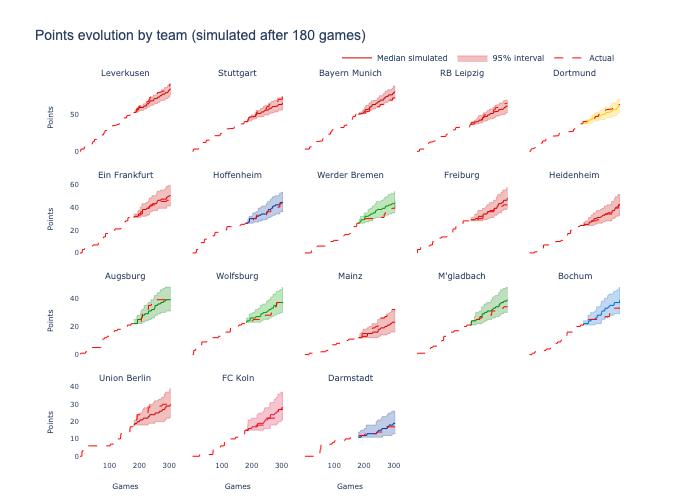 Points evolution by team (simulated after 180 games)
Median simulated 95% interval Actual
Leverkusen Stuttgart Bayern Munich RB Leipzig Dortmund
Points
50
0
Ein Frankfurt Hoffenheim Werder Bremen Freiburg Heidenheim
Points
60
40
20
0
Augsburg Wolfsburg Mainz M'gladbach Bochum
Points
40
20
0
Union Berlin FC Koln Darmstadt
Points
40
30
20
10
0
100 200 300 100 200 300 100 200 300
Games Games Games